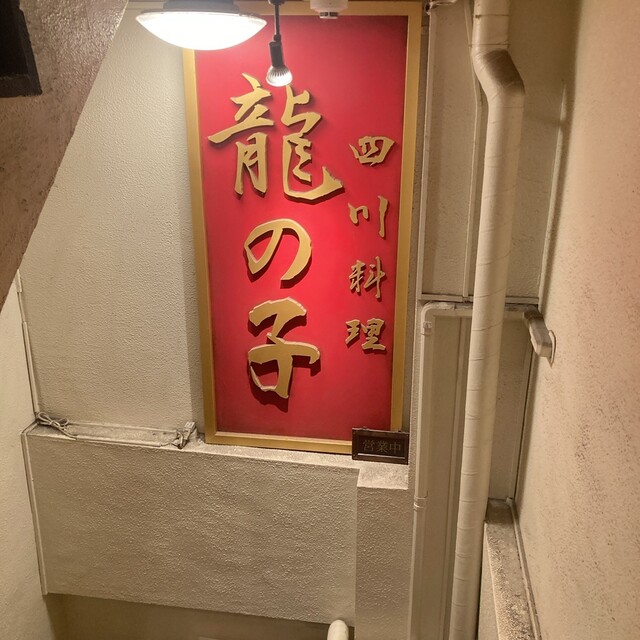 四川料理
龍の子
営業中